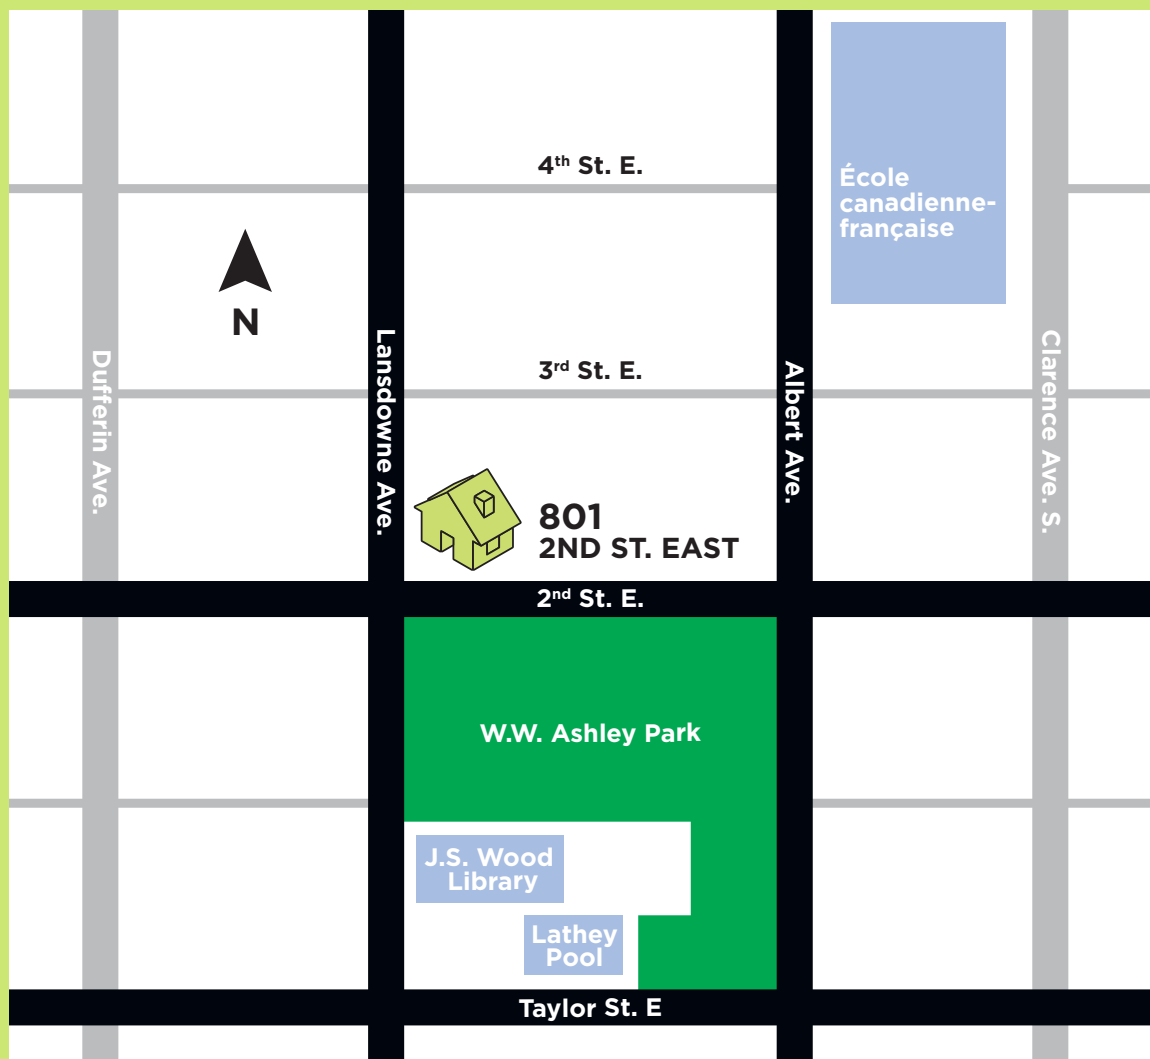 4th St. E.
École
canadienne-
française
N
3rd St. E.
Dufferin Ave.
Lansdowne Ave.
Albert Ave.
Clarence Ave. S.
801
2ND ST. EAST
2nd St. E.
W.W. Ashley Park
J.S. Wood
Library
Lathey
Pool
Taylor St. E